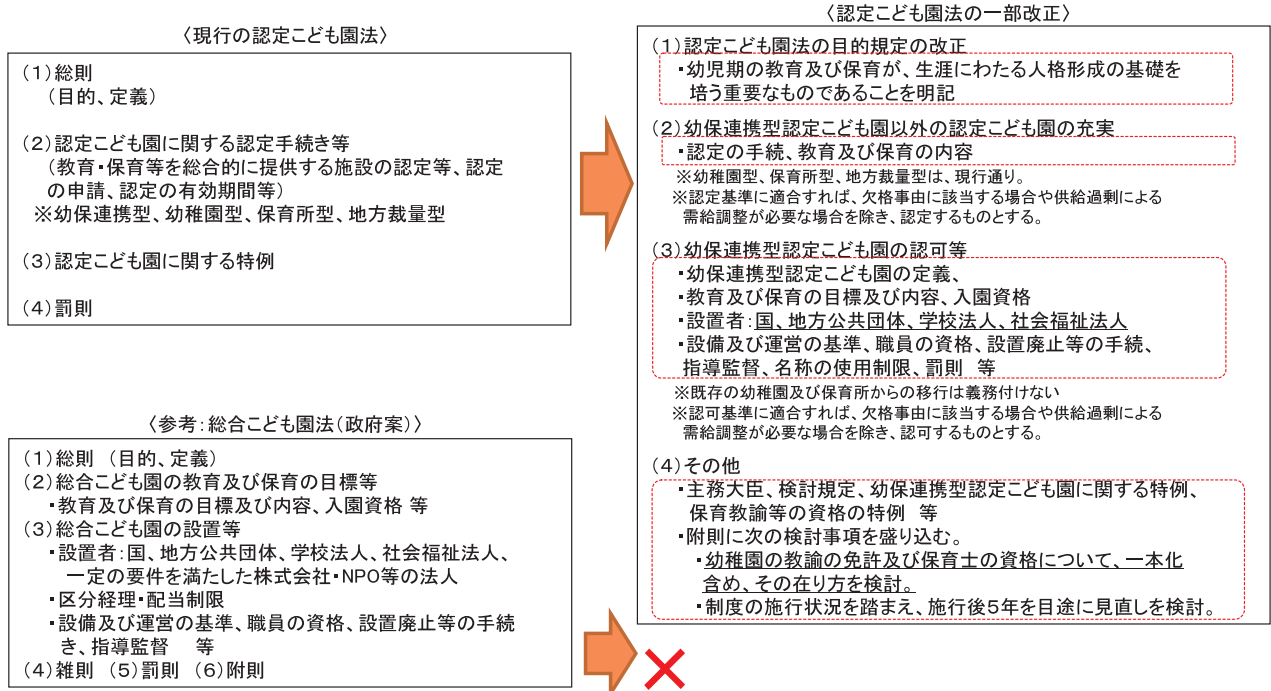 〈現行の認定こども園法〉
(1)総則
(目的、定義)
(2)認定こども園に関する認定手続き等
(教育・保育等を総合的に提供する施設の認定等、認定
の申請、認定の有効期間等)
※幼保連携型、幼稚園型、保育所型、地方裁量型
(3)認定こども園に関する特例
(4)罰則
〈参考:総合こども園法(政府案)〉
(1)総則 (目的、定義)
(2)総合こども園の教育及び保育の目標等
・教育及び保育の目標及び内容、入園資格 等
(3)総合こども園の設置等
・設置者:国、地方公共団体、学校法人、社会福祉法人、
一定の要件を満たした株式会社・NPO等の法人
・区分経理・配当制限
・設備及び運営の基準、職員の資格、設置廃止等の手続
き、指導監督 等
(4)雑則 (5)罰則 (6)附則
〈認定こども園法の一部改正〉
(1)認定こども園法の目的規定の改正
・幼児期の教育及び保育が、生涯にわたる人格形成の基礎を
培う重要なものであることを明記
(2)幼保連携型認定こども園以外の認定こども園の充実
・認定の手続、教育及び保育の内容
※幼稚園型、保育所型、地方裁量型は、現行通り。
※認定基準に適合すれば、欠格事由に該当する場合や供給過剰による
需給調整が必要な場合を除き、認定するものとする。
(3)幼保連携型認定こども園の認可等
・幼保連携型認定こども園の定義、
・教育及び保育の目標及び内容、入園資格
・設置者:国、地方公共団体、学校法人、社会福祉法人
・設備及び運営の基準、職員の資格、設置廃止等の手続、
指導監督、名称の使用制限、罰則 等
※既存の幼稚園及び保育所からの移行は義務付けない
※認可基準に適合すれば、欠格事由に該当する場合や供給過剰による
需給調整が必要な場合を除き、認可するものとする。
(4)その他
・主務大臣、検討規定、幼保連携型認定こども園に関する特例、
保育教諭等の資格の特例 等
・附則に次の検討事項を盛り込む。
・幼稚園の教諭の免許及び保育士の資格について、一本化
含め、その在り方を検討。
・制度の施行状況を踏まえ、施行後5年を目途に見直しを検討。